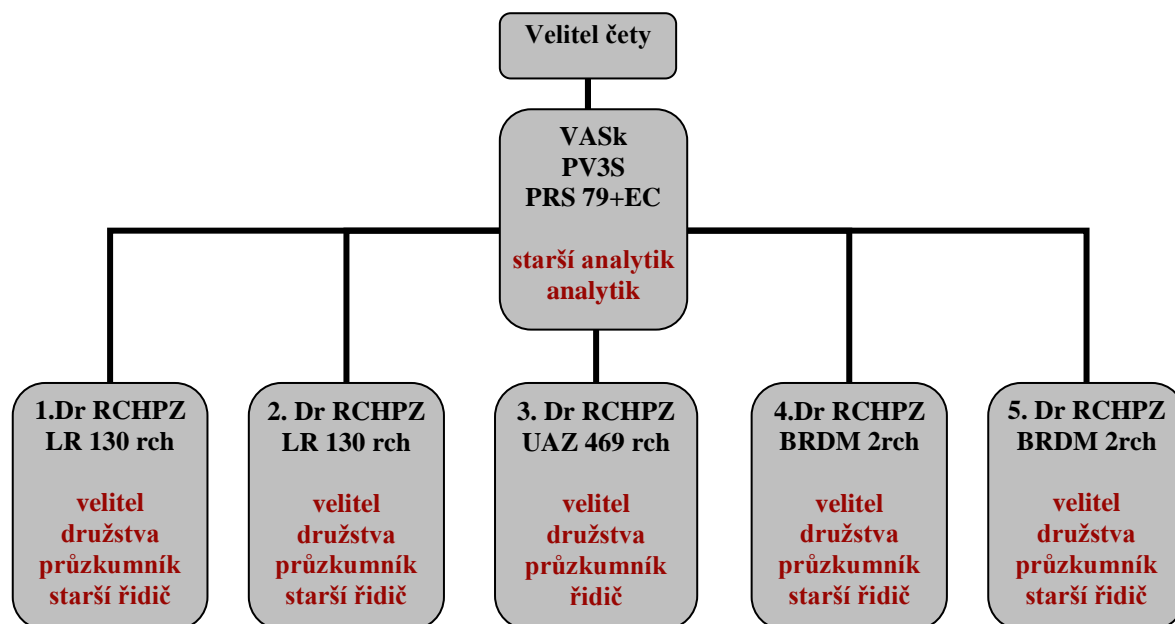 Velitel čety
VASk
PV3S
PRS 79+EC
starší analytik
analytik
1.Dr RCHPZ
LR 130 rch
velitel
družstva
průzkumník
starší řidič
2. Dr RCHPZ
LR 130 rch
velitel
družstva
průzkumník
starší řidič
3. Dr RCHPZ
UAZ 469 rch
velitel
družstva
průzkumník
řidič
4.Dr RCHPZ
BRDM 2rch
velitel
družstva
průzkumník
starší řidič
5. Dr RCHPZ
BRDM 2rch
velitel
družstva
průzkumník
starší řidič